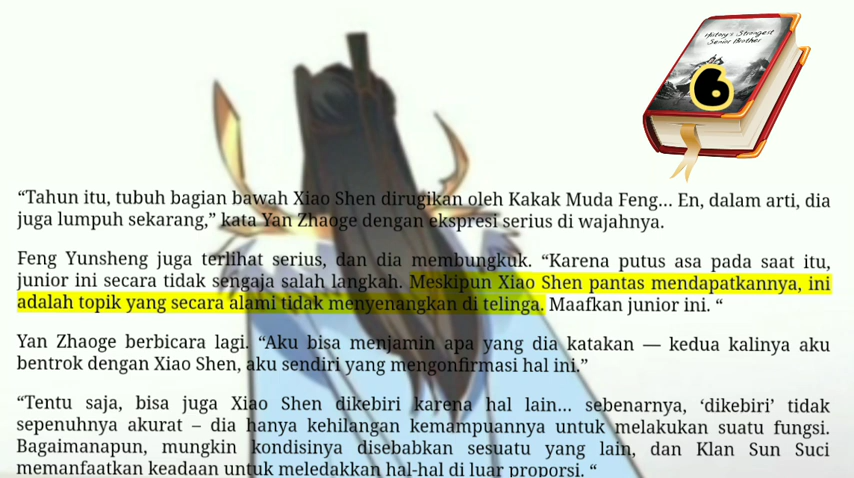 History's Strongest
Senior Brother
6
“Tahun itu, tubuh bagian bawah Xiao Shen dirugikan oleh Kakak Muda Feng… En, dalam arti, dia
juga lumpuh sekarang,” kata Yan Zhaoge dengan ekspresi serius di wajahnya.
Feng Yunsheng juga terlihat serius, dan dia membungkuk. “Karena putus asa pada saat itu,
junior ini secara tidak sengaja salah langkah. Meskipun Xiao Shen pantas mendapatkannya, ini
adalah topik yang secara alami tidak menyenangkan di telinga. Maafkan junior ini. “
Yan Zhaoge berbicara lagi. “Aku bisa menjamin apa yang dia katakan — kedua kalinya aku
bentrok dengan Xiao Shen, aku sendiri yang mengonfirmasi hal ini.”
“Tentu saja, bisa juga Xiao Shen dikebiri karena hal lain… sebenarnya, ‘dikebiri’ tidak
sepenuhnya akurat – dia hanya kehilangan kemampuannya untuk melakukan suatu fungsi.
Bagaimanapun, mungkin kondisinya disebabkan sesuatu yang lain, dan Klan Sun Suci
memanfaatkan keadaan untuk meledakkan hal-hal di luar proporsi. “